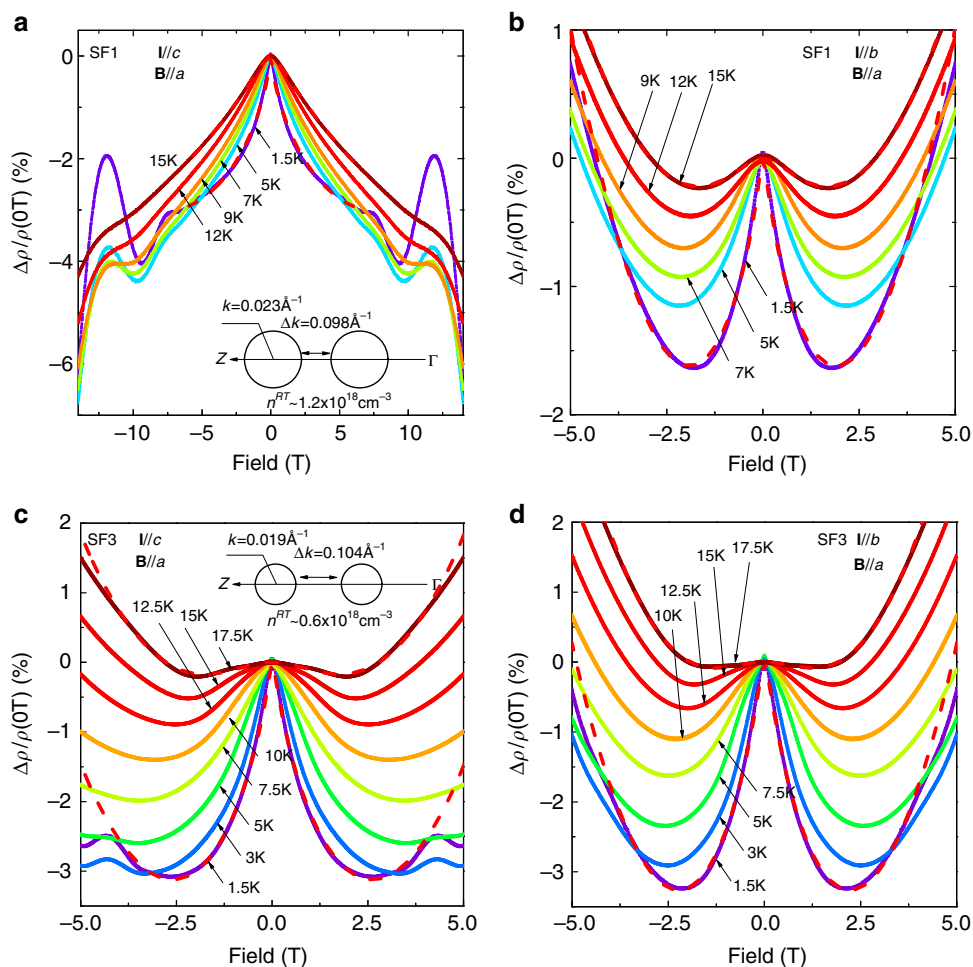 a
SF1 I//c
B//a
Δρ/ρ(0T) (%)
0
−2
−4
−6
15K
12K
9K
7K
5K
1.5K
k=0.023Å⁻¹
Δk=0.098Å⁻¹
Z
Γ
nᴿᵀ~1.2x10¹⁸cm⁻³
−10 −5 0 5 10
Field (T)
b
SF1 I//b
B//a
Δρ/ρ(0T) (%)
1
0
−1
−2
9K 12K 15K
1.5K
5K
7K
−5.0 −2.5 0.0 2.5 5.0
Field (T)
c
SF3 I//c
B//a
Δρ/ρ(0T) (%)
2
1
0
−1
−2
−3
k=0.019Å⁻¹
Δk=0.104Å⁻¹
Z
Γ
nᴿᵀ~0.6x10¹⁸cm⁻³
12.5K
15K
17.5K
10K
7.5K
5K
3K
1.5K
−5.0 −2.5 0.0 2.5 5.0
Field (T)
d
SF3 I//b
B//a
Δρ/ρ(0T) (%)
2
1
0
−1
−2
−3
17.5K
15K
12.5K
10K
7.5K
5K
3K
1.5K
−5.0 −2.5 0.0 2.5 5.0
Field (T)